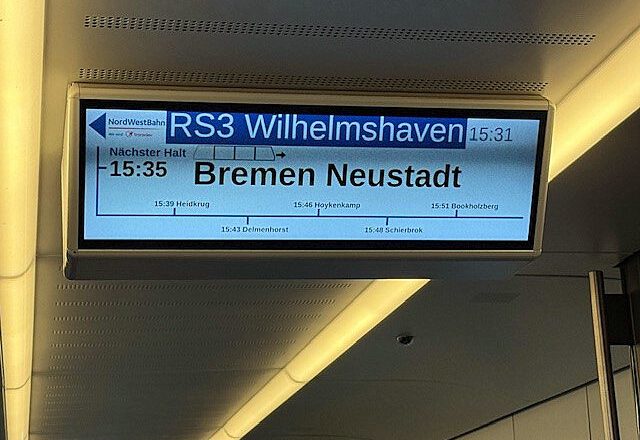 NordWestBahn
RS3 Wilhelmshaven 15:31
Nächster Halt
15:35 Bremen Neustadt
15:39 Heidkrug 15:46 Hoykenkamp 15:51 Bookholzberg
15:43 Delmenhorst 15:48 Schierbrok